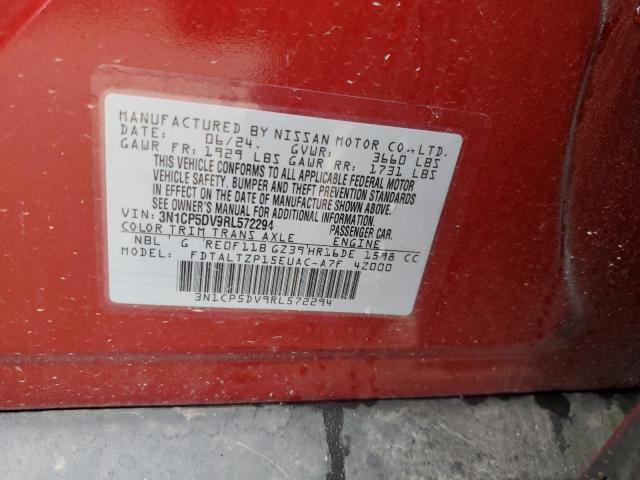 MANUFACTURED BY NISSAN MOTOR CO., LTD.
DATE: 06/24. GVWR: 3660 LBS
GAWR FR: 1929 LBS GAWR RR: 1731 LBS
THIS VEHICLE CONFORMS TO ALL APPLICABLE FEDERAL MOTOR
VEHICLE SAFETY, BUMPER AND THEFT PREVENTION STANDARDS
IN EFFECT ON THE DATE OF MANUFACTURE SHOWN ABOVE.
SEE OWNER'S MANUAL FOR ADDITIONAL INFORMATION.
VIN: 3N1CP5DV9RL572294 PASSENGER CAR
COLOR TRIM TRANS AXLE ENGINE
NBL G RE0F11B GZ39 HR16DE 1598 CC
MODEL: FDTALTZP15EUAC-A7F 4Z000
3N1CP5DV9RL572294